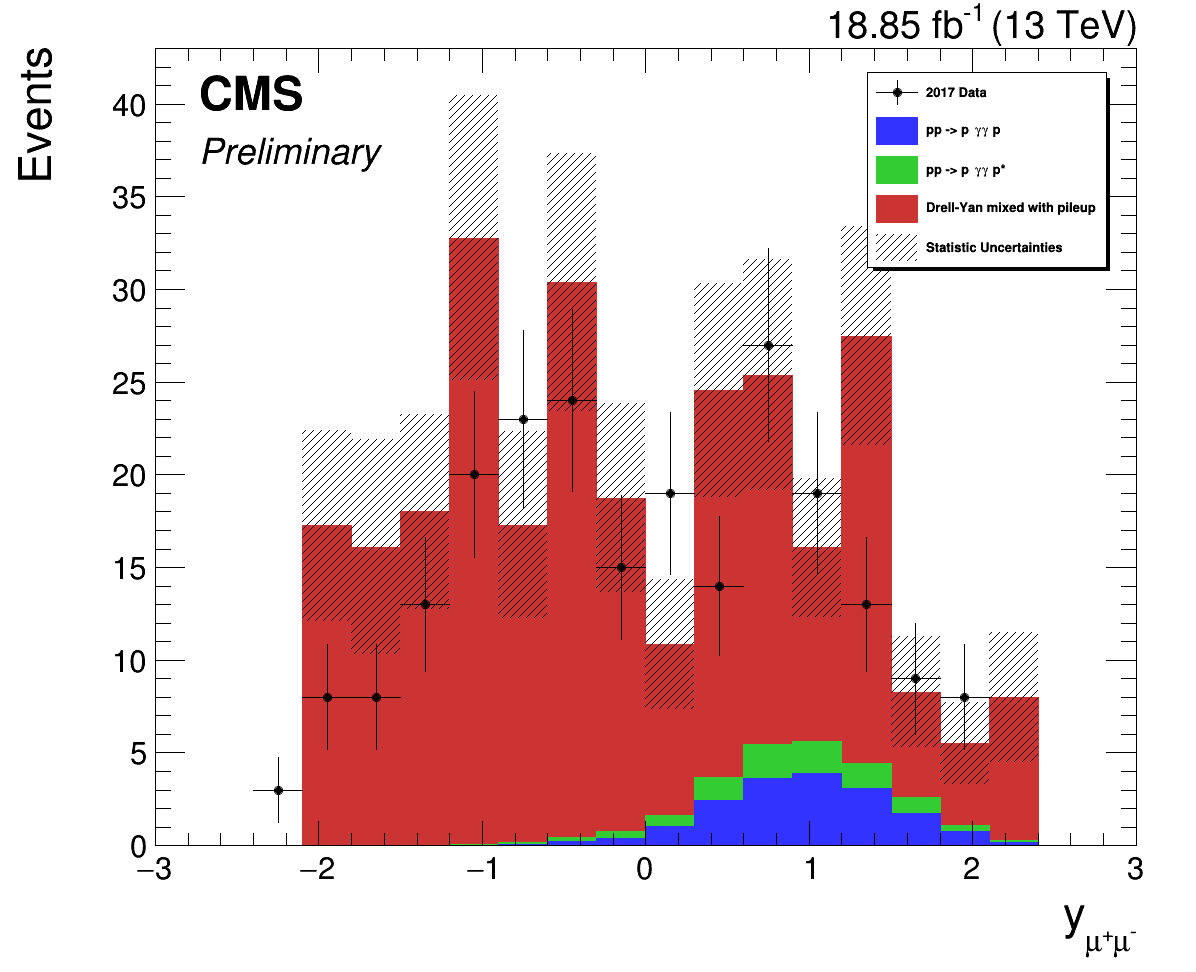 18.85 fb⁻¹ (13 TeV)
Events
CMS
Preliminary
2017 Data
pp -> p γγ p
pp -> p γγ p*
Drell-Yan mixed with pileup
Statistic Uncertainties
40
35
30
25
20
15
10
5
0
−3 −2 −1 0 1 2 3
y_μ⁺μ⁻